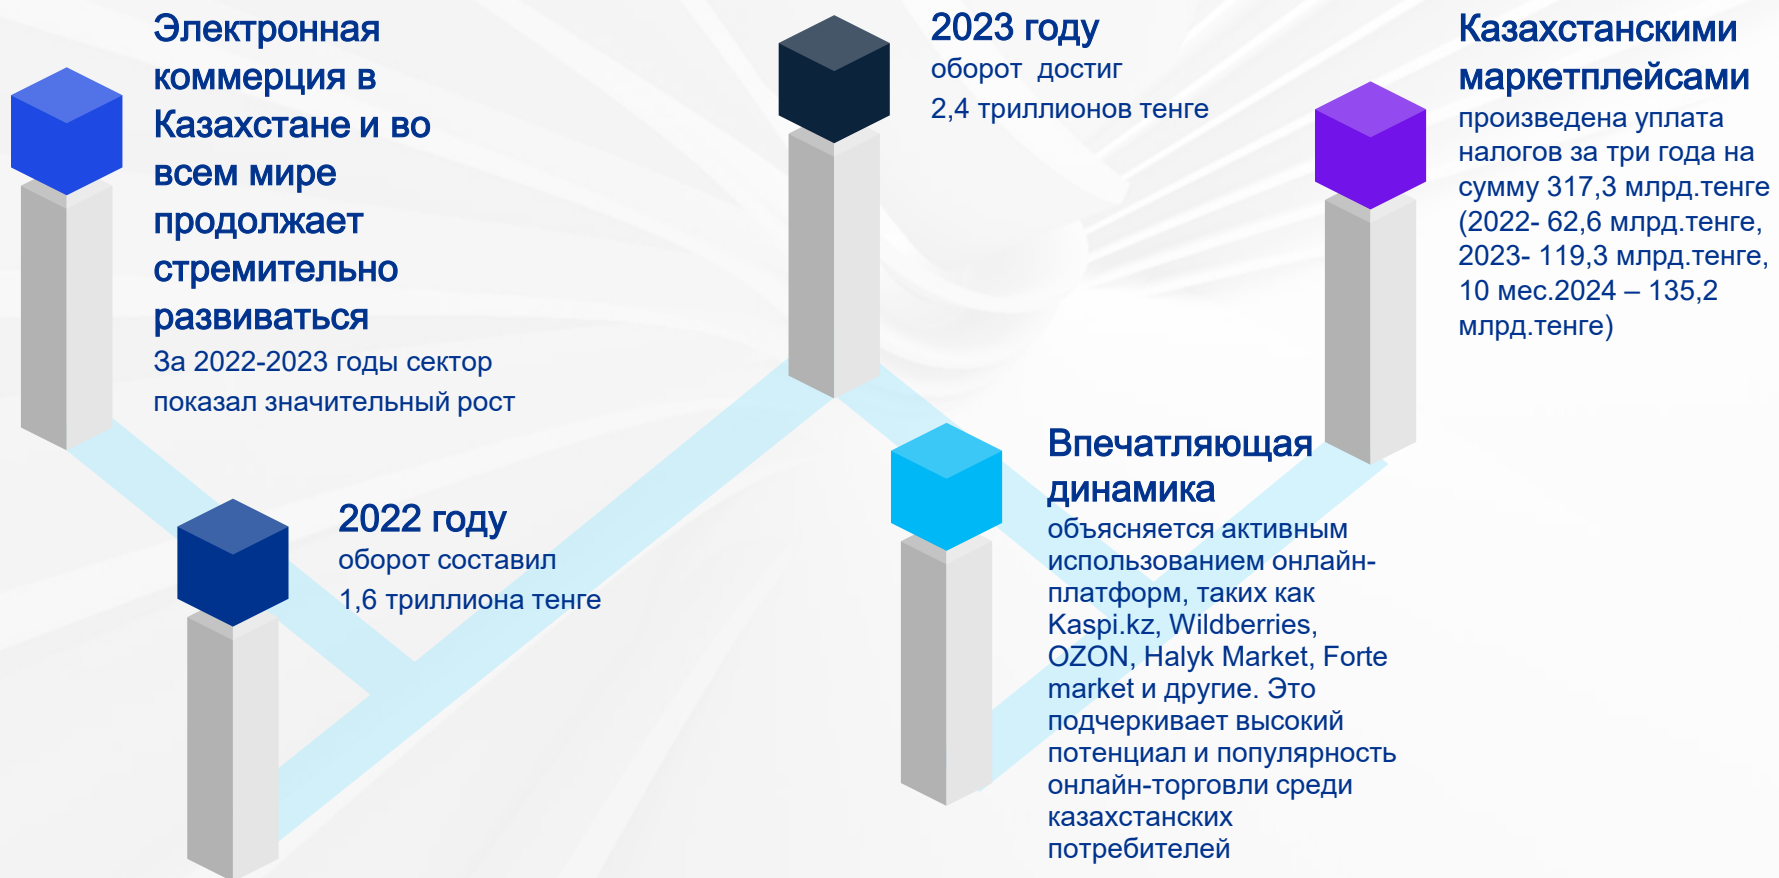 Электронная
коммерция в
Казахстане и во
всем мире
продолжает
стремительно
развиваться
За 2022-2023 годы сектор
показал значительный рост
2022 году
оборот составил
1,6 триллиона тенге
2023 году
оборот достиг
2,4 триллионов тенге
Впечатляющая
динамика
объясняется активным
использованием онлайн-
платформ, таких как
Kaspi.kz, Wildberries,
OZON, Halyk Market, Forte
market и другие. Это
подчеркивает высокий
потенциал и популярность
онлайн-торговли среди
казахстанских
потребителей
Казахстанскими
маркетплейсами
произведена уплата
налогов за три года на
сумму 317,3 млрд.тенге
(2022- 62,6 млрд.тенге,
2023- 119,3 млрд.тенге,
10 мес.2024 – 135,2
млрд.тенге)